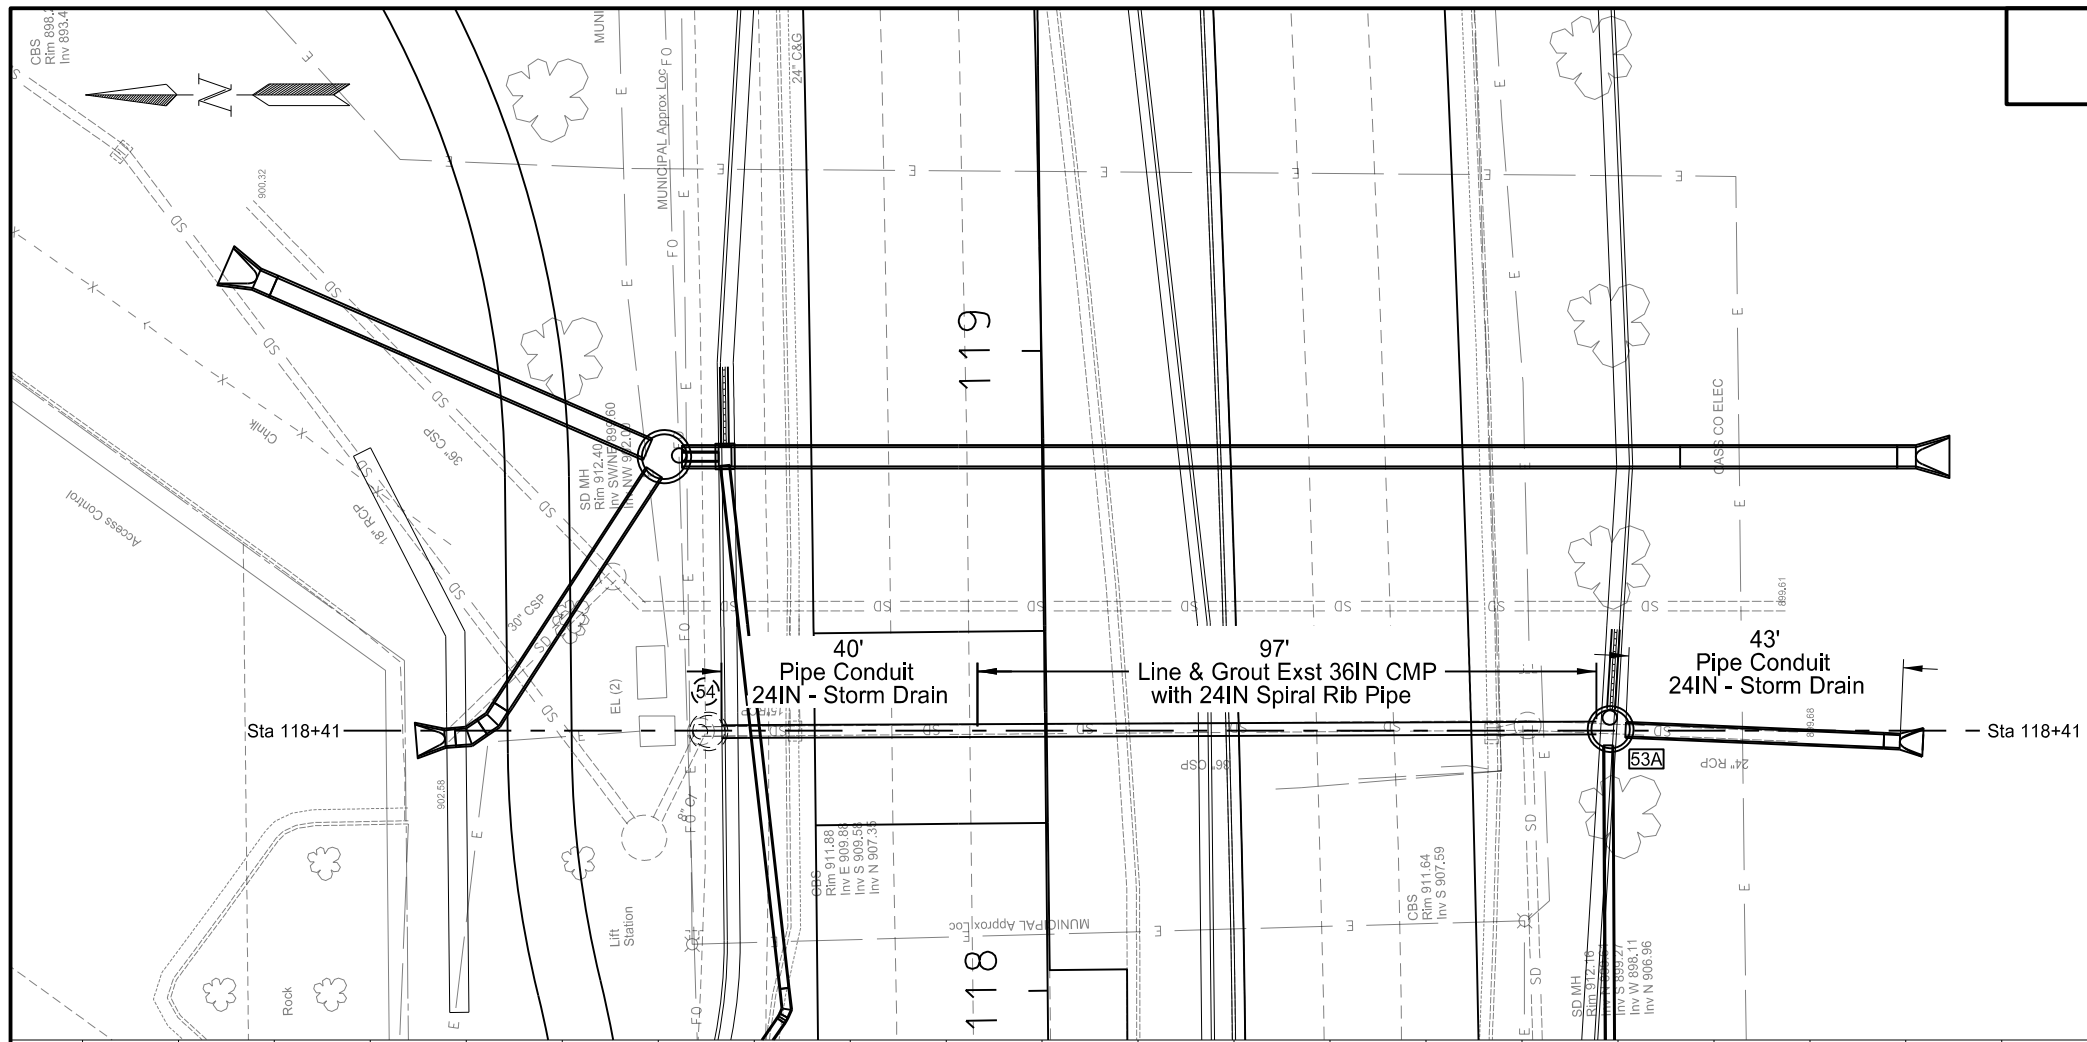 CBS
N
900.32
SD
MUNICIPAL Approx Loc
24" C&G
FO
E
119
SD MH
Rim 912.40
36" CSP
Chnlk
18" RCP
Access Control
30" CSP
CASS CO ELEC
899.61
40'
Pipe Conduit
24IN - Storm Drain
97'
Line & Grout Exst 36IN CMP
with 24IN Spiral Rib Pipe
43'
Pipe Conduit
24IN - Storm Drain
54
EL (2)
Sta 118+41
Sta 118+41
53A
36" CSP
24" RCP
902.58
CBS
Rim 911.88
Inv E 909.88
Inv S 909.58
Inv N 907.35
CBS
Rim 911.64
Inv S 907.59
Lift
Station
Rock
MUNICIPAL Approx Loc
118
SD MH
Rim 912.16
Inv S 899.27
Inv W 898.11
Inv N 906.96